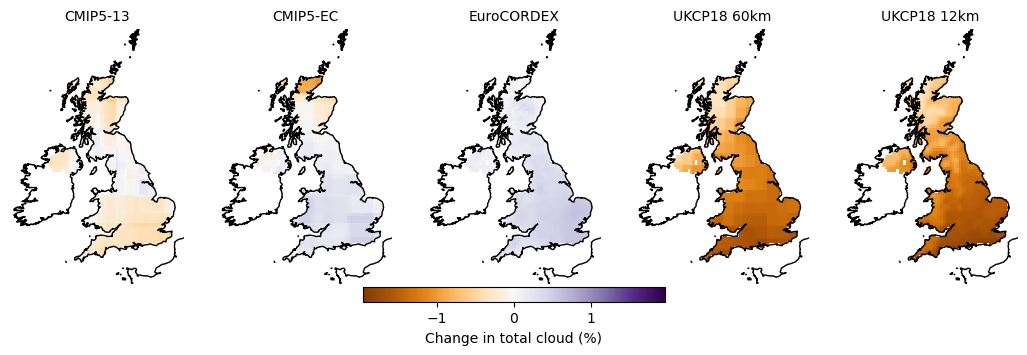 CMIP5-13 CMIP5-EC EuroCORDEX UKCP18 60km UKCP18 12km
−1 0 1
Change in total cloud (%)